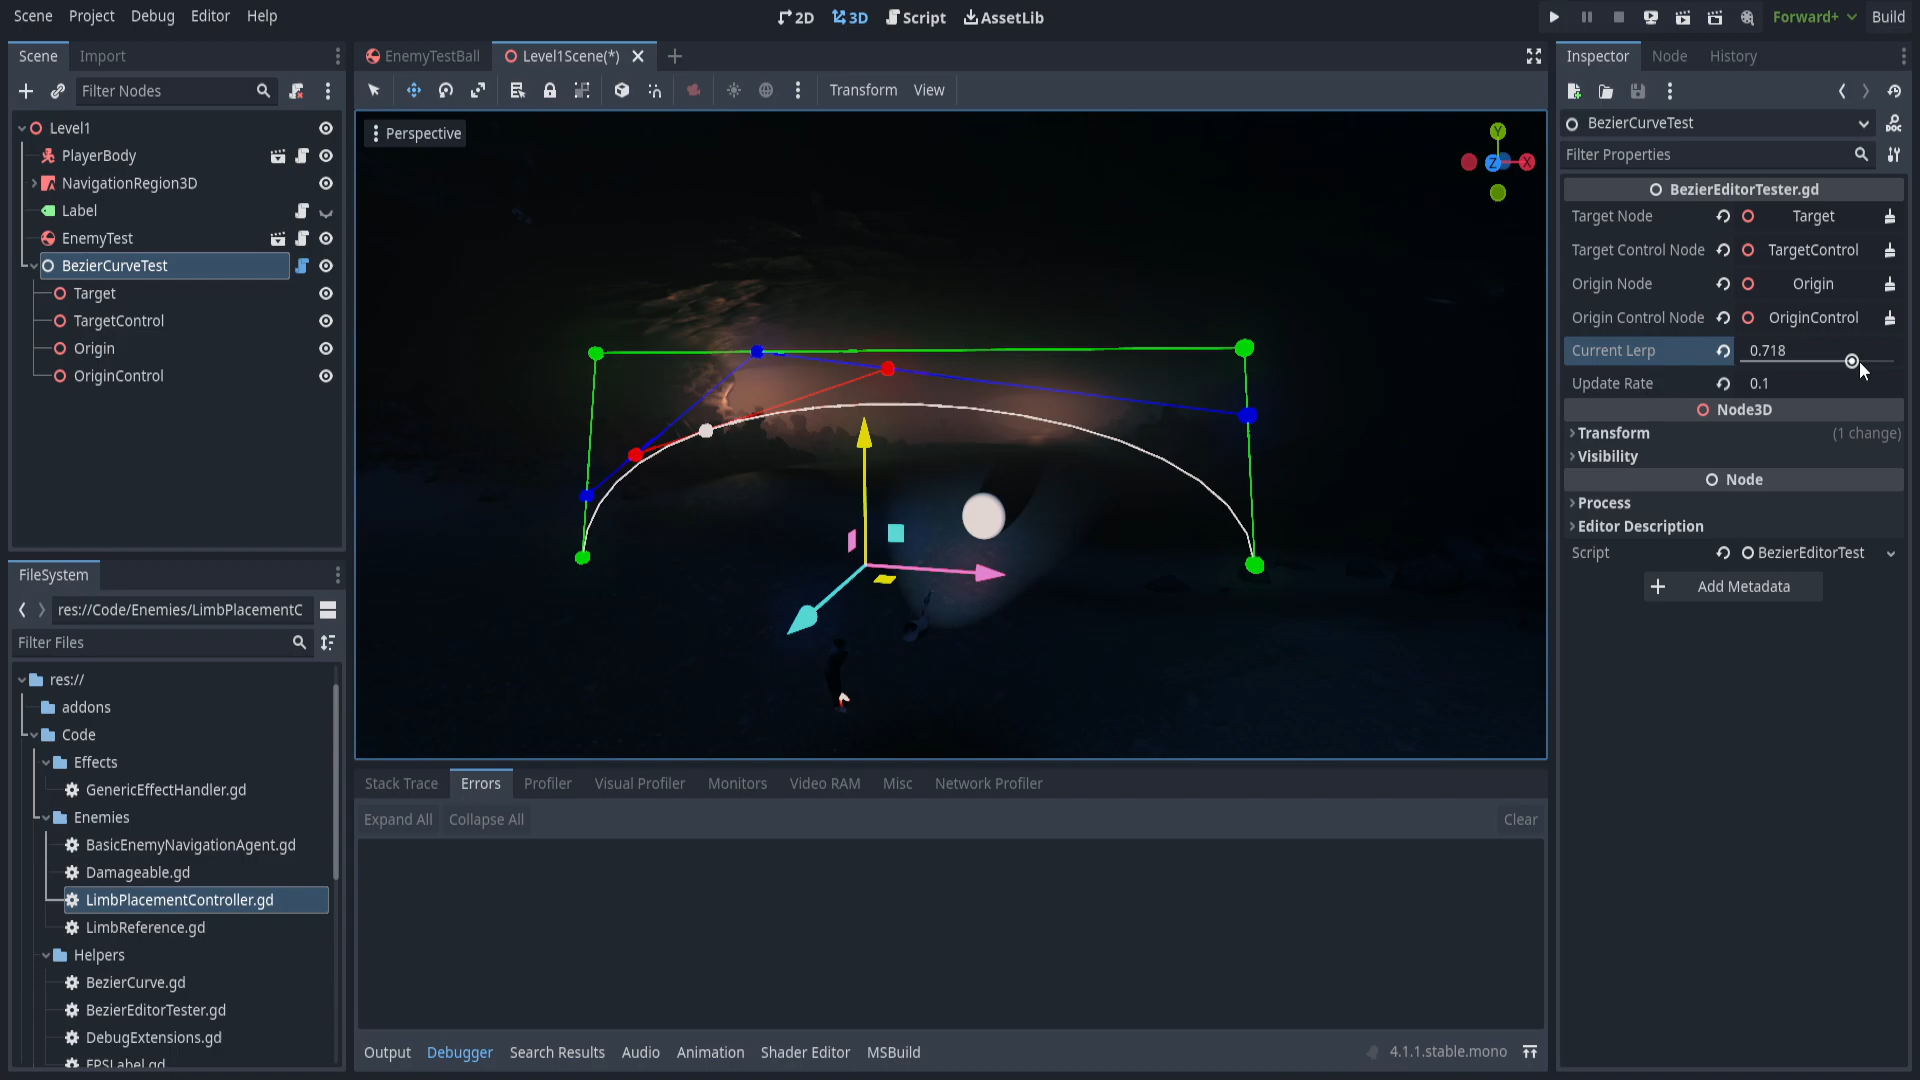 Scene Project Debug Editor Help
2D 3D Script AssetLib
Forward+ Build
Scene Import
Filter Nodes
Level1
PlayerBody
NavigationRegion3D
Label
EnemyTest
BezierCurveTest
Target
TargetControl
Origin
OriginControl
FileSystem
res://Code/Enemies/LimbPlacementC
Filter Files
res://
addons
Code
Effects
GenericEffectHandler.gd
Enemies
BasicEnemyNavigationAgent.gd
Damageable.gd
LimbPlacementController.gd
LimbReference.gd
Helpers
BezierCurve.gd
BezierEditorTester.gd
DebugExtensions.gd
FPSLabel.gd
EnemyTestBall Level1Scene(*)
Transform View
Perspective
Y
Z X
Stack Trace Errors Profiler Visual Profiler Monitors Video RAM Misc Network Profiler
Expand All Collapse All Clear
Output Debugger Search Results Audio Animation Shader Editor MSBuild 4.1.1.stable.mono
Inspector Node History
BezierCurveTest
Filter Properties
BezierEditorTester.gd
Target Node Target
Target Control Node TargetControl
Origin Node Origin
Origin Control Node OriginControl
Current Lerp 0.718
Update Rate 0.1
Node3D
Transform (1 change)
Visibility
Node
Process
Editor Description
Script BezierEditorTest
Add Metadata